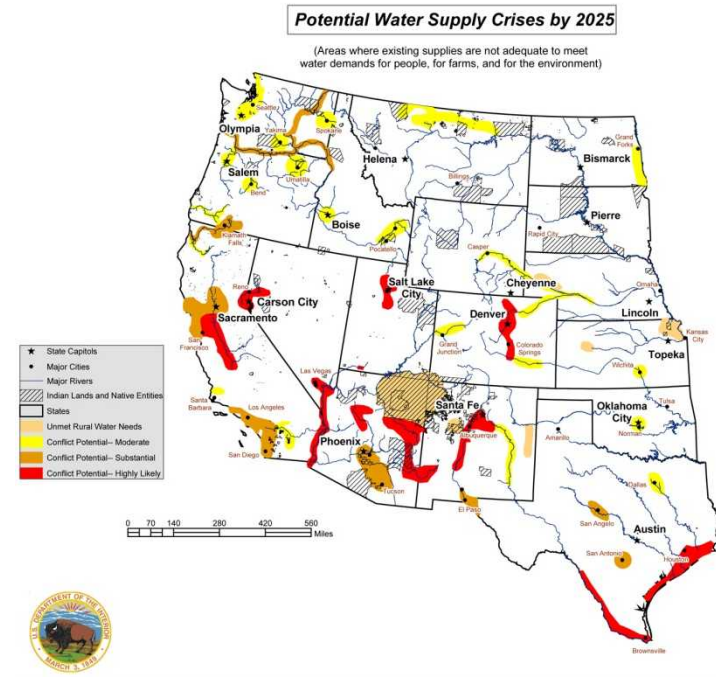 Potential Water Supply Crises by 2025
(Areas where existing supplies are not adequate to meet
water demands for people, for farms, and for the environment)
Seattle
Olympia
Yakima
Spokane
Salem
Umatilla
Bend
Helena
Billings
Grand
Forks
Bismarck
Boise
Pocatello
Klamath
Falls
Pierre
Rapid City
Casper
Cheyenne
Reno
Carson City
Salt Lake
City
Sacramento
San
Francisco
Denver
Grand
Junction
Colorado
Springs
Omaha
Lincoln
Kansas
City
Topeka
Wichita
Las Vegas
Santa
Barbara
Los Angeles
San Diego
Phoenix
Tucson
Santa Fe
Albuquerque
Amarillo
Oklahoma
City
Tulsa
Norman
El Paso
Dallas
San Angelo
Austin
San Antonio
Houston
Brownsville
State Capitols
Major Cities
Major Rivers
Indian Lands and Native Entities
States
Unmet Rural Water Needs
Conflict Potential-- Moderate
Conflict Potential-- Substantial
Conflict Potential-- Highly Likely
0 70 140 280 420 560
Miles
U.S. DEPARTMENT OF THE INTERIOR
MARCH 3, 1849